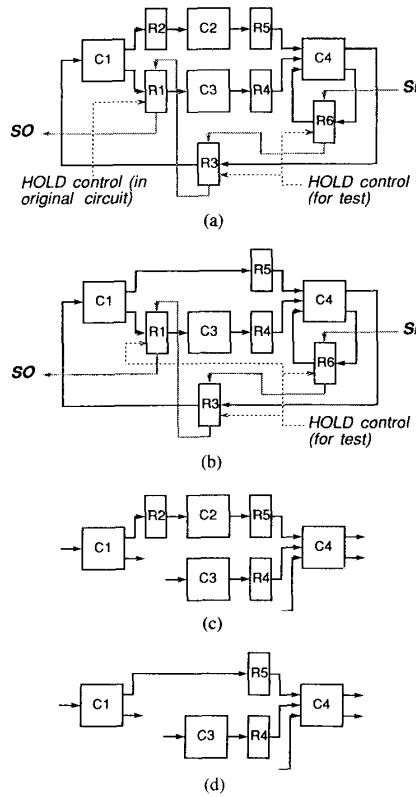 R2 C2 R5
C1 C4
R1 C3 R4
SO R6
R3
HOLD control (in
original circuit)
HOLD control
(for test)
(a)
R5
C1 C4
R1 C3 R4
SO R6
R3
HOLD control
(for test)
(b)
R2 C2 R5
C1 C4
C3 R4
(c)
R5
C1 C4
C3 R4
(d)